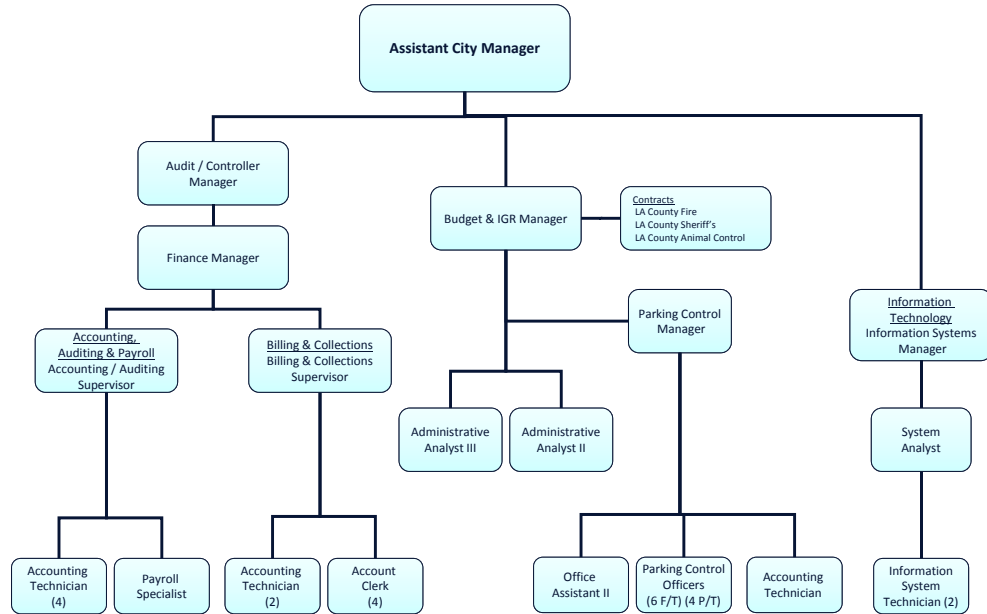 Assistant City Manager
Audit / Controller
Manager
Budget & IGR Manager
Contracts
LA County Fire
LA County Sheriff's
LA County Animal Control
Finance Manager
Parking Control
Manager
Information
Technology
Information Systems
Manager
Accounting,
Auditing & Payroll
Accounting / Auditing
Supervisor
Billing & Collections
Billing & Collections
Supervisor
Administrative
Analyst III
Administrative
Analyst II
System
Analyst
Accounting
Technician
(4)
Payroll
Specialist
Accounting
Technician
(2)
Account
Clerk
(4)
Office
Assistant II
Parking Control
Officers
(6 F/T) (4 P/T)
Accounting
Technician
Information
System
Technician (2)